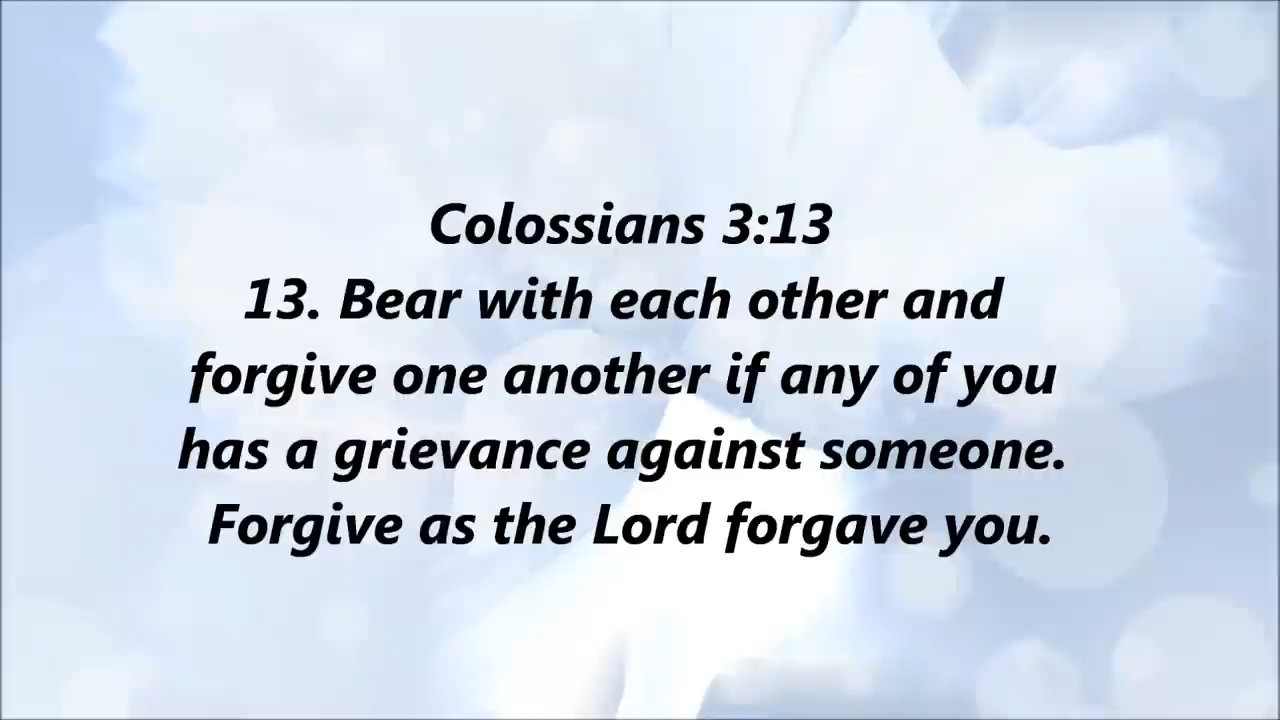 Colossians 3:13
13. Bear with each other and
forgive one another if any of you
has a grievance against someone.
Forgive as the Lord forgave you.